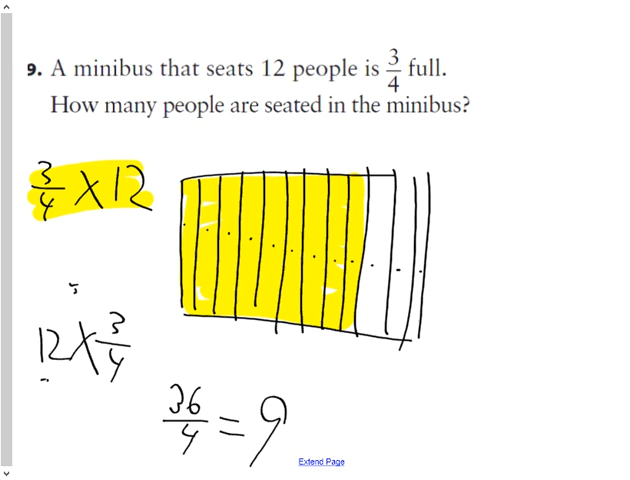 9. A minibus that seats 12 people is 3/4 full.
How many people are seated in the minibus?
3/4 X 12
12 X 3/4
36/4 = 9
Extend Page